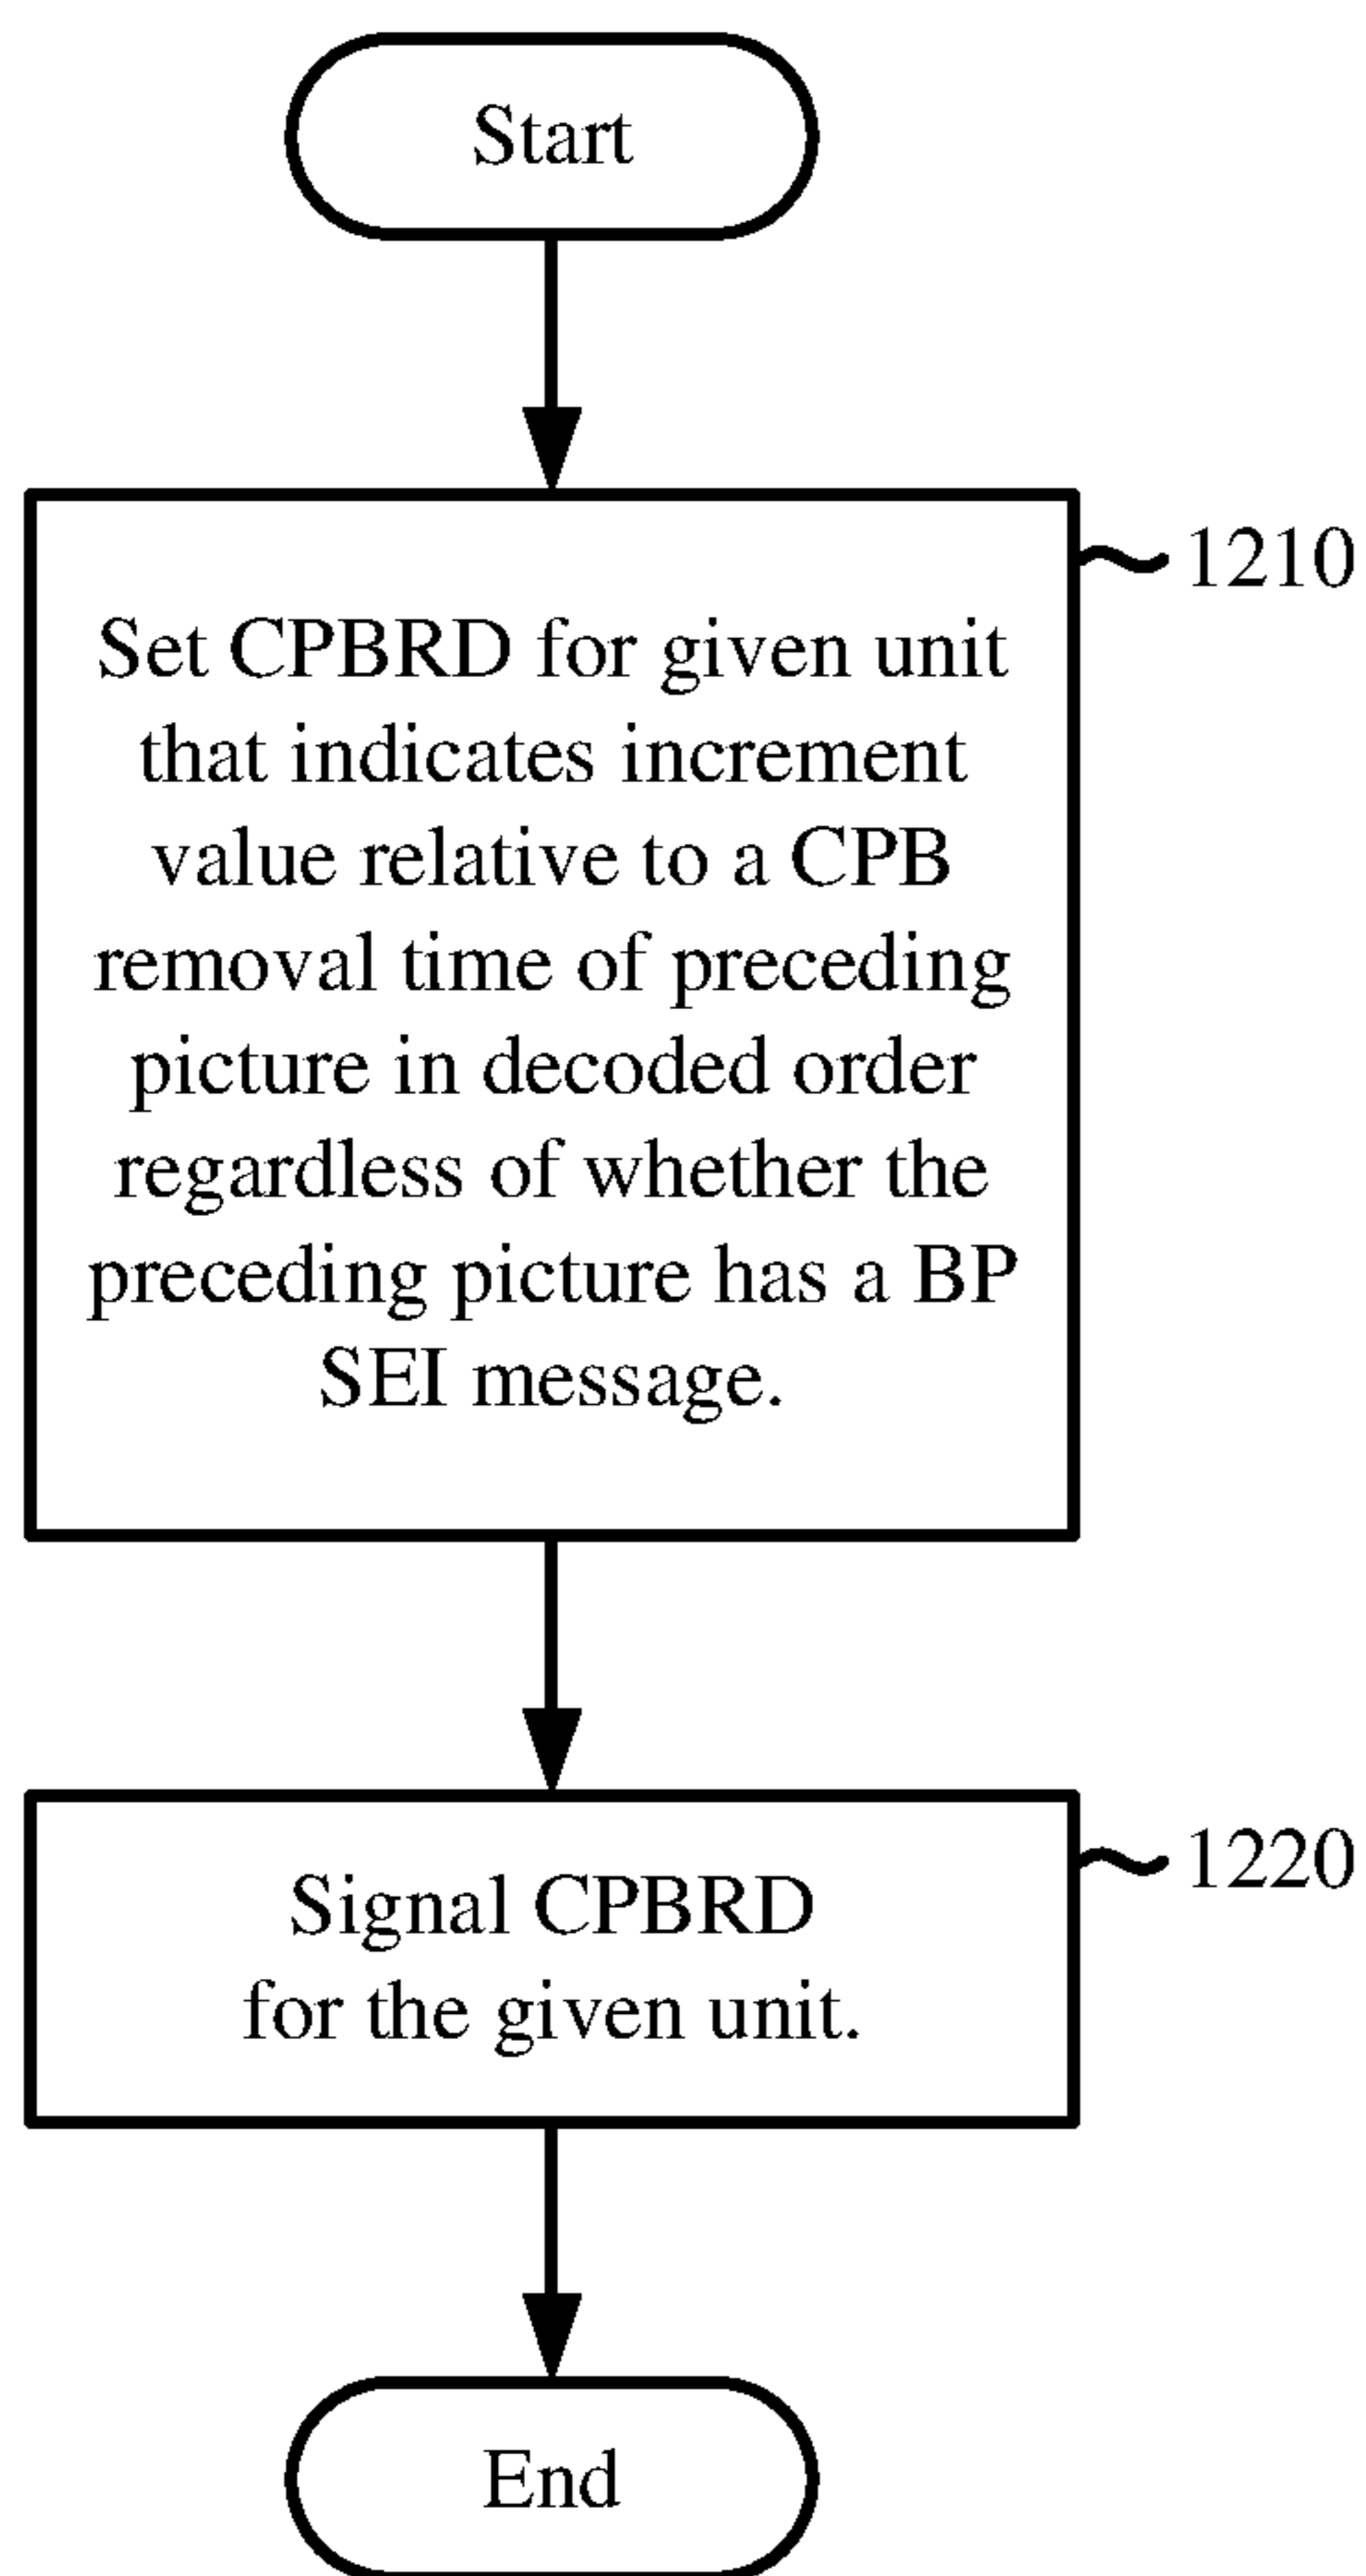 Start
1210
Set CPBRD for given unit
that indicates increment
value relative to a CPB
removal time of preceding
picture in decoded order
regardless of whether the
preceding picture has a BP
SEI message.
1220
Signal CPBRD
for the given unit.
End